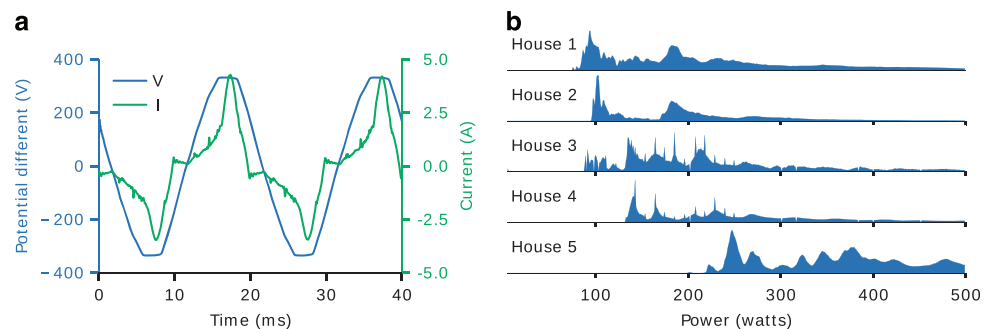 a
400
200
0
−200
−400
Potential different (V)
V
I
5.0
2.5
0.0
-2.5
-5.0
Current (A)
0 10 20 30 40
Time (ms)
b
House 1
House 2
House 3
House 4
House 5
100 200 300 400 500
Power (watts)